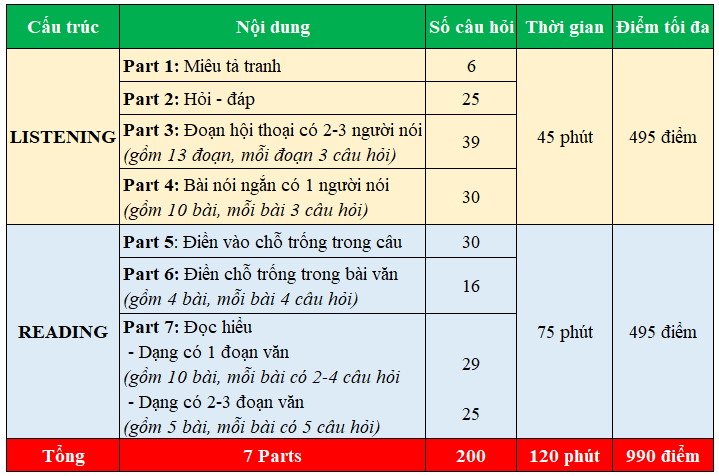 Cấu trúc Nội dung Số câu hỏi Thời gian Điểm tối đa
LISTENING
Part 1: Miêu tả tranh 6
Part 2: Hỏi - đáp 25
Part 3: Đoạn hội thoại có 2-3 người nói
(gồm 13 đoạn, mỗi đoạn 3 câu hỏi) 39
Part 4: Bài nói ngắn có 1 người nói
(gồm 10 bài, mỗi bài 3 câu hỏi) 30
45 phút 495 điểm
READING
Part 5: Điền vào chỗ trống trong câu 30
Part 6: Điền chỗ trống trong bài văn
(gồm 4 bài, mỗi bài 4 câu hỏi) 16
Part 7: Đọc hiểu
- Dạng có 1 đoạn văn
(gồm 10 bài, mỗi bài có 2-4 câu hỏi 29
- Dạng có 2-3 đoạn văn
(gồm 5 bài, mỗi bài có 5 câu hỏi) 25
75 phút 495 điểm
Tổng 7 Parts 200 120 phút 990 điểm